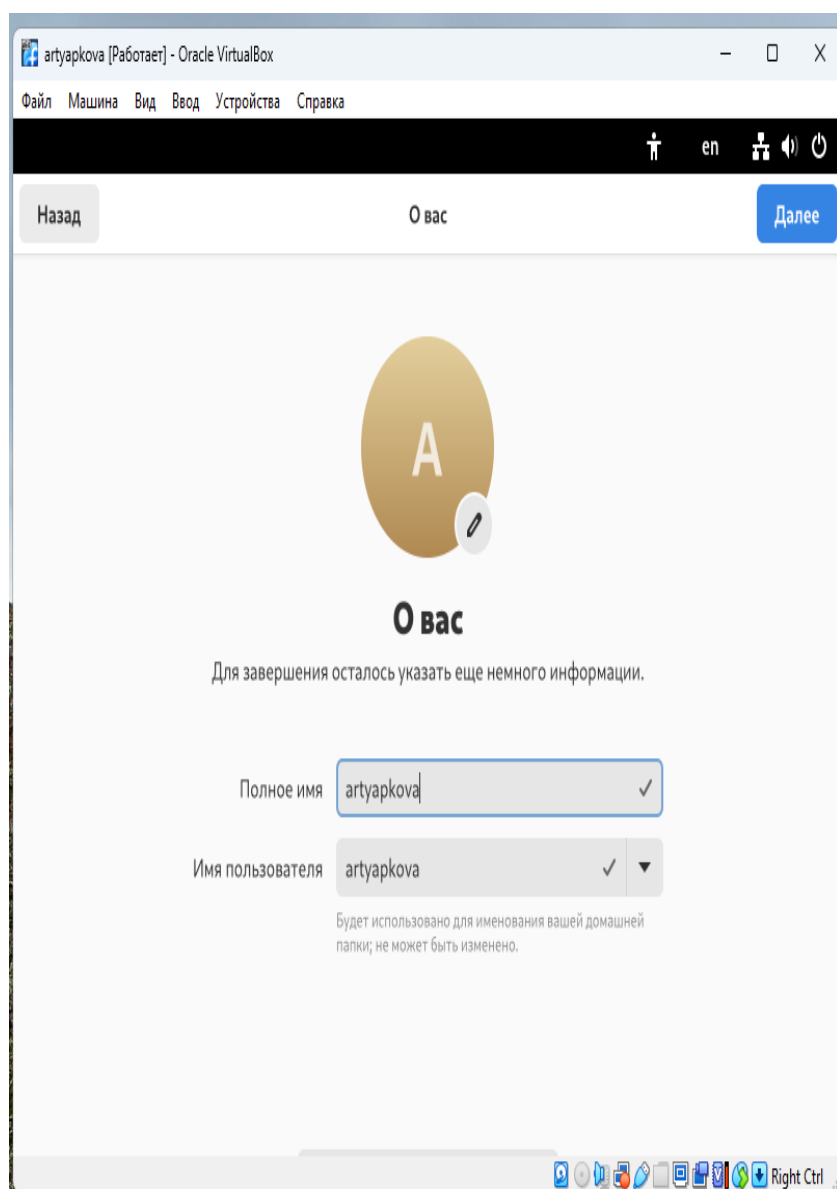 artyapkova [Работает] - Oracle VirtualBox
Файл Машина Вид Ввод Устройства Справка
en
Назад О вас Далее
A
О вас
Для завершения осталось указать еще немного информации.
Полное имя artyapkova
Имя пользователя artyapkova
Будет использовано для именования вашей домашней
папки; не может быть изменено.
Right Ctrl